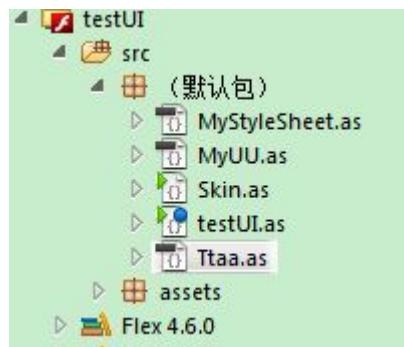 testUI
src
（默认包）
MyStyleSheet.as
MyUU.as
Skin.as
testUI.as
Ttaa.as
assets
Flex 4.6.0